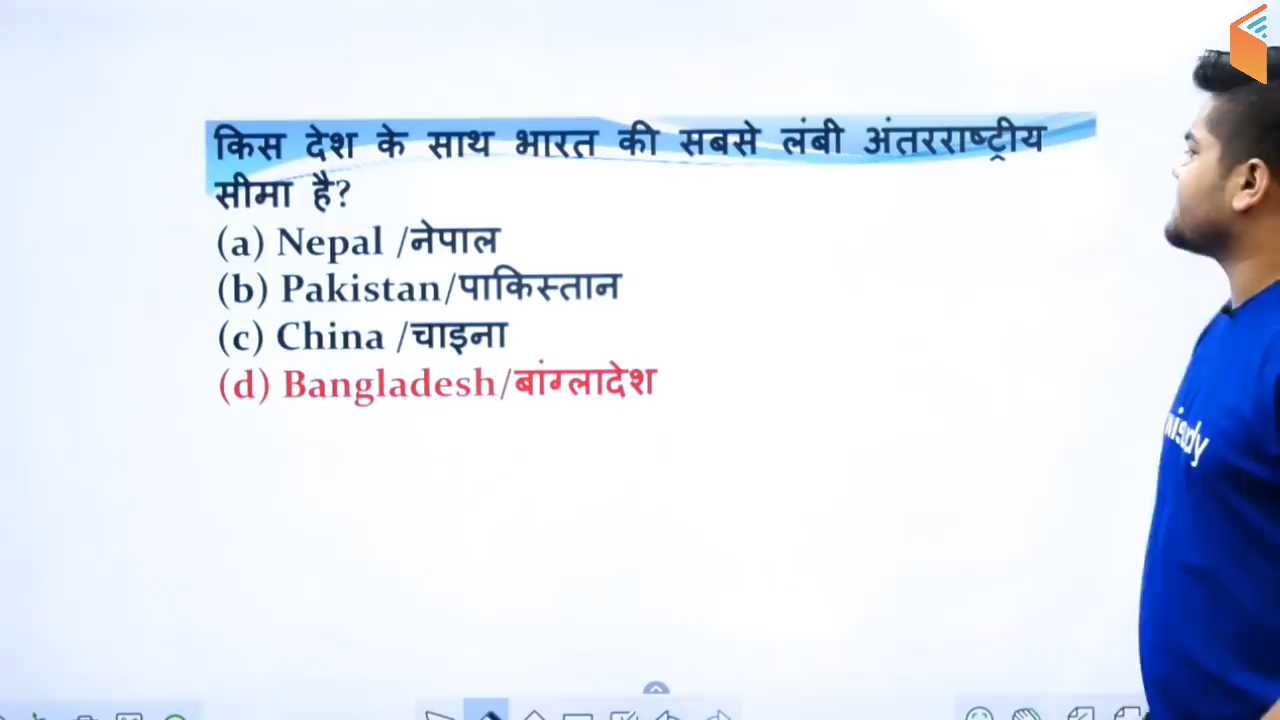 किस देश के साथ भारत की सबसे लंबी अंतरराष्ट्रीय
सीमा है?
(a) Nepal /नेपाल
(b) Pakistan/पाकिस्तान
(c) China /चाइना
(d) Bangladesh/बांग्लादेश